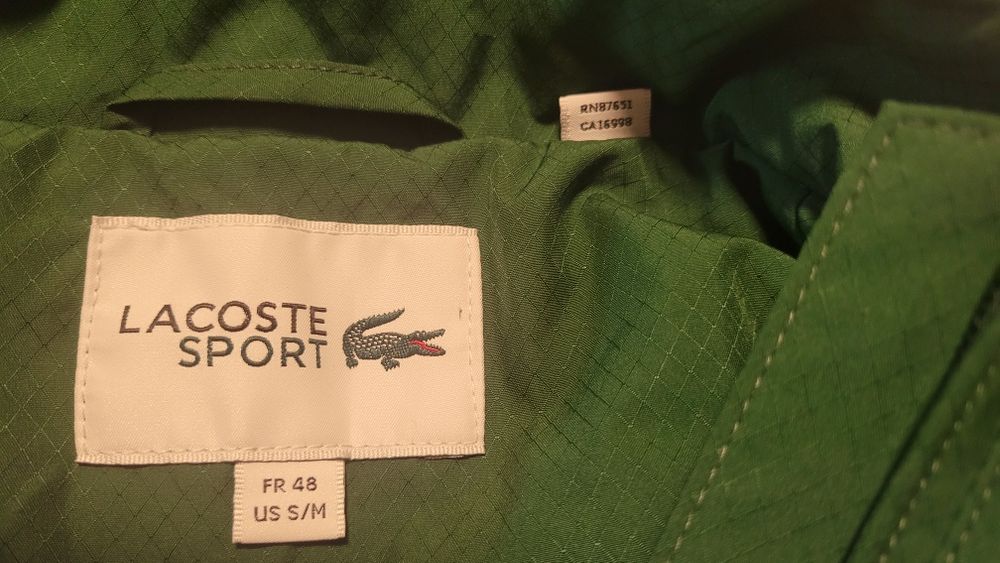 RN87651
CA16998
LACOSTE
SPORT
FR 48
US S/M